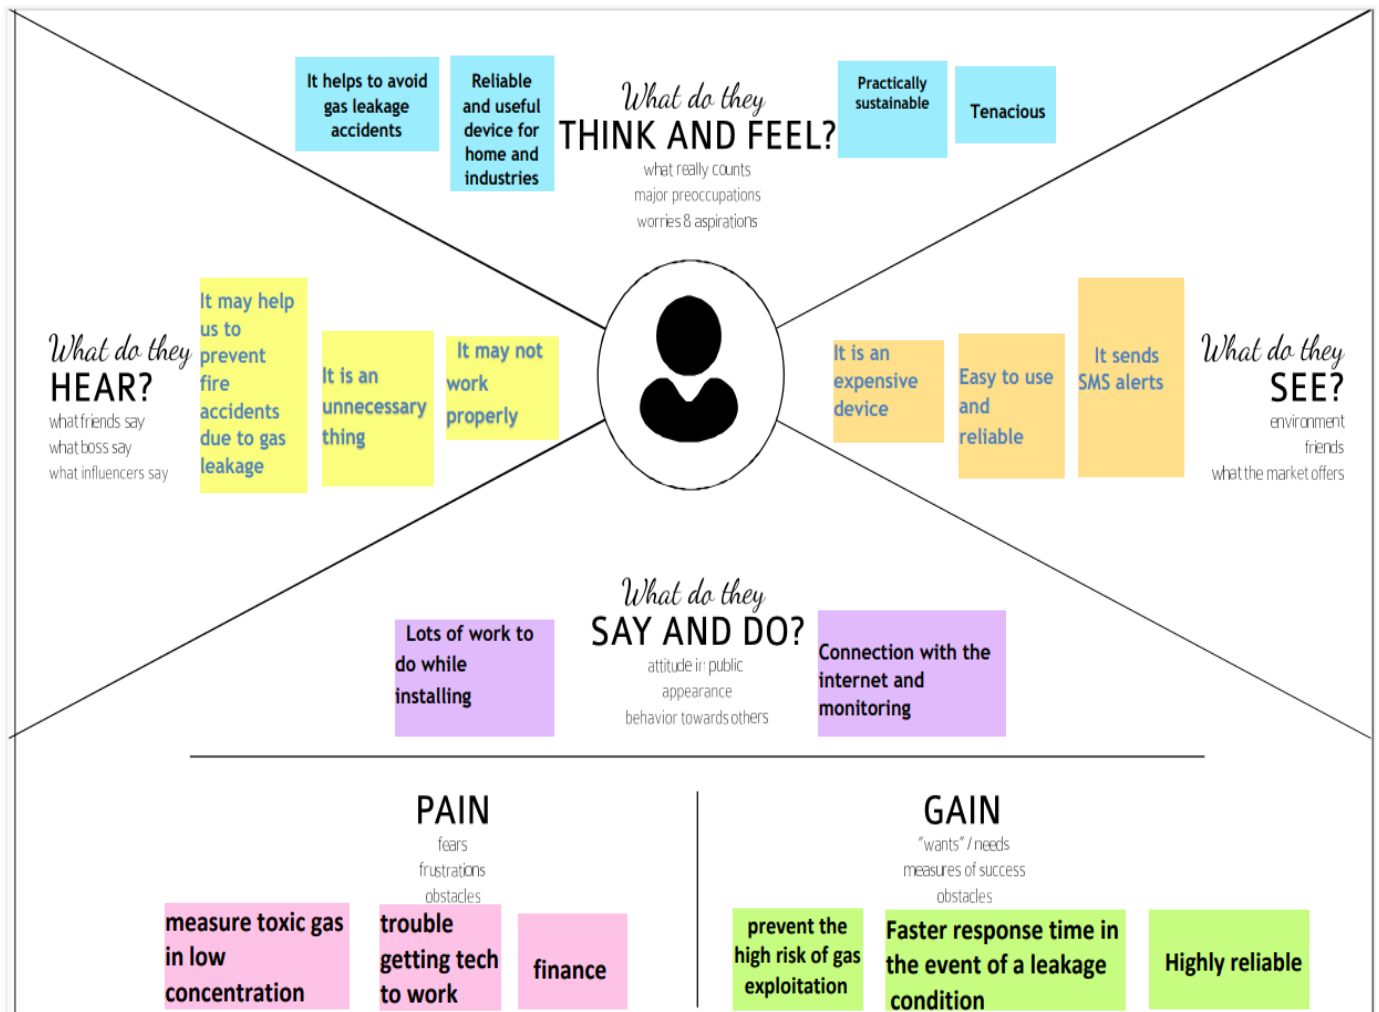 It helps to avoid
gas leakage
accidents
Reliable
and useful
device for
home and
industries
What do they
THINK AND FEEL?
what really counts
major preoccupations
worries & aspirations
Practically
sustainable
Tenacious
What do they
HEAR?
what friends say
what boss say
what influencers say
It may help
us to
prevent
fire
accidents
due to gas
leakage
It is an
unnecessary
thing
It may not
work
properly
It is an
expensive
device
Easy to use
and
reliable
It sends
SMS alerts
What do they
SEE?
environment
friends
what the market offers
Lots of work to
do while
installing
What do they
SAY AND DO?
attitude in public
appearance
behavior towards others
Connection with the
internet and
monitoring
PAIN
fears
frustrations
obstacles
measure toxic gas
in low
concentration
trouble
getting tech
to work
finance
GAIN
"wants" / needs
measures of success
obstacles
prevent the
high risk of gas
exploitation
Faster response time in
the event of a leakage
condition
Highly reliable